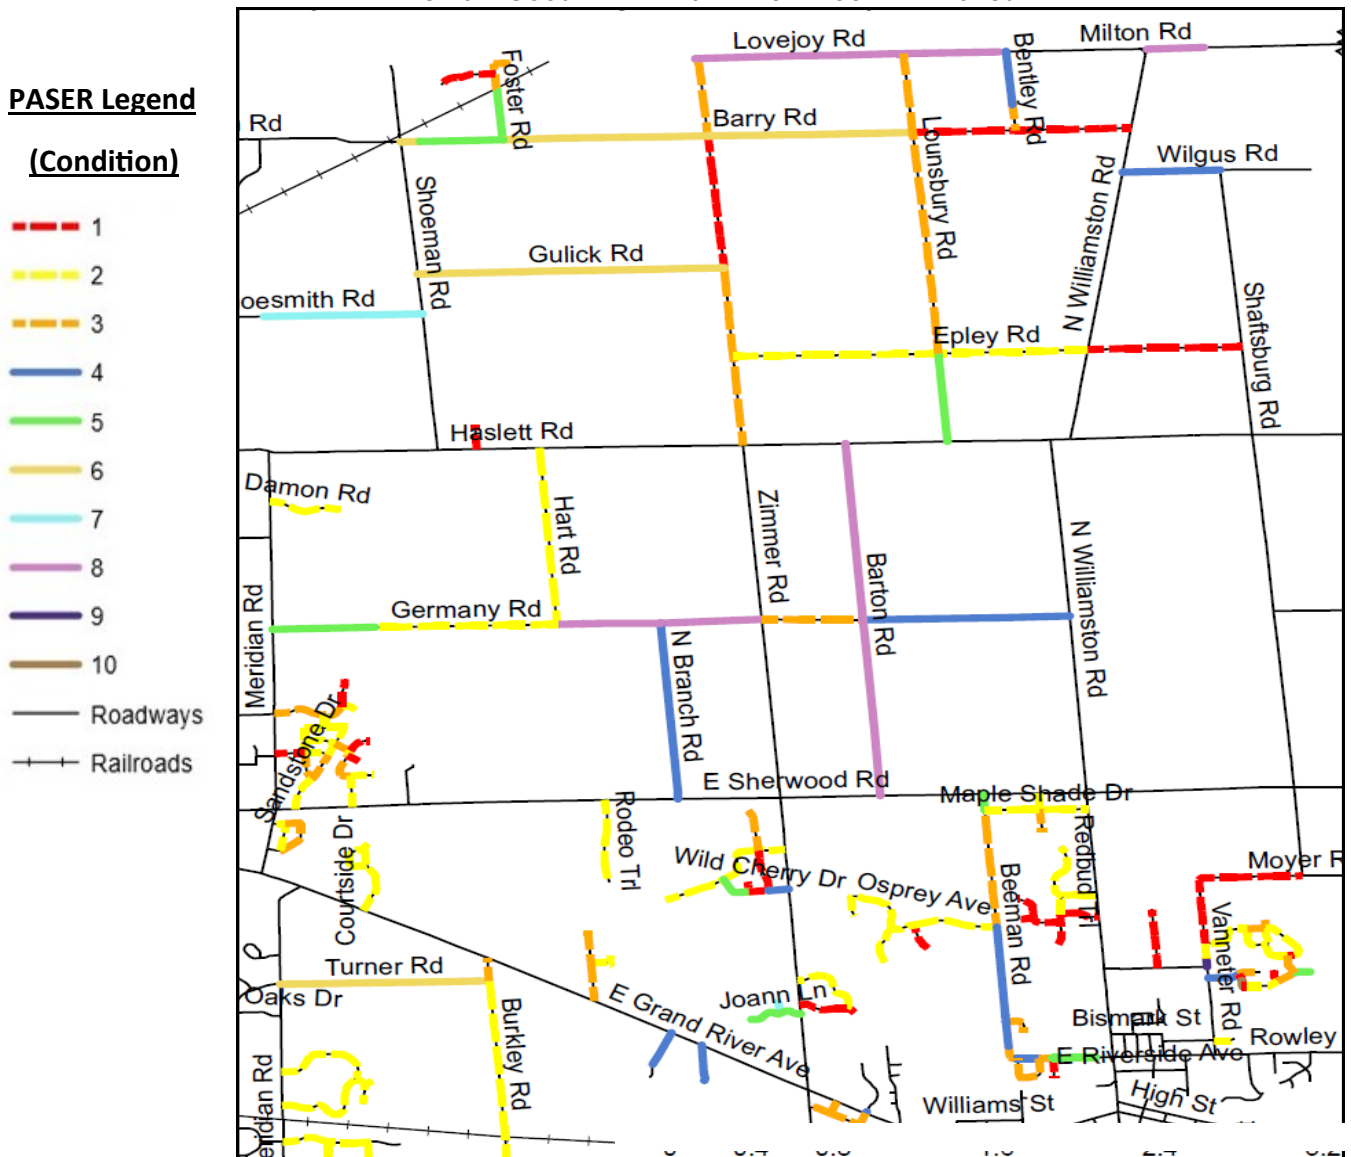 PASER Legend
(Condition)
1
2
3
4
5
6
7
8
9
10
Roadways
Railroads
Lovejoy Rd
Milton Rd
Bentley Rd
Foster Rd
Rd
Barry Rd
Lounsbury Rd
Wilgus Rd
Shoeman Rd
N Williamston Rd
Gulick Rd
oesmith Rd
Shaftsburg Rd
Epley Rd
Haslett Rd
Damon Rd
Hart Rd
Zimmer Rd
Barton Rd
N Williamston Rd
Germany Rd
Meridian Rd
N Branch Rd
Sandstone Dr
E Sherwood Rd
Maple Shade Dr
Rodeo Trl
Redbud Trl
Courtside Dr
Wild Cherry Dr
Osprey Ave
Beeman Rd
Moyer R
Vanneter Rd
Turner Rd
Oaks Dr
Burkley Rd
E Grand River Ave
Joann Ln
Bismark St
Rowley
E Riverside Ave
eridian Rd
Williams St
High St